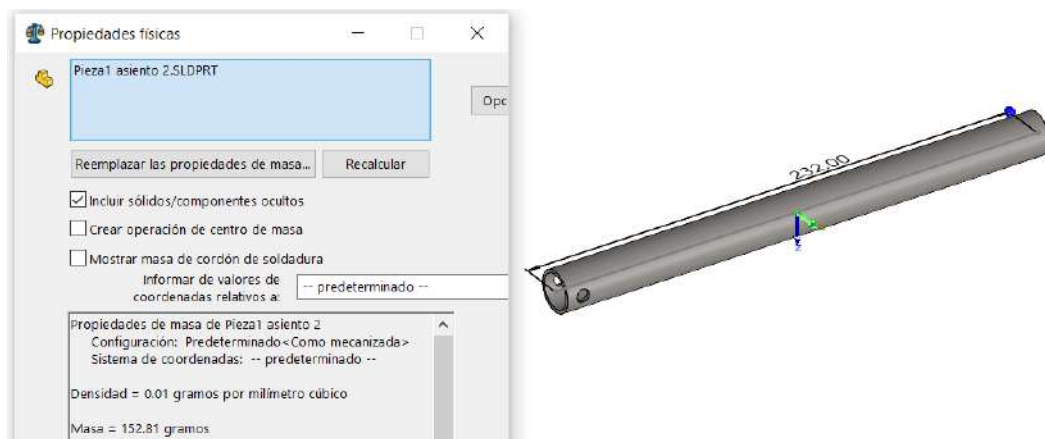 Propiedades físicas
Pieza1 asiento 2.SLDPRT
Opc
Reemplazar las propiedades de masa...
Recalcular
Incluir sólidos/componentes ocultos
Crear operación de centro de masa
Mostrar masa de cordón de soldadura
Informar de valores de
coordenadas relativos a:
-- predeterminado --
Propiedades de masa de Pieza1 asiento 2
Configuración: Predeterminado<Como mecanizada>
Sistema de coordenadas: -- predeterminado --
Densidad = 0.01 gramos por milímetro cúbico
Masa = 152.81 gramos
232.00
Z